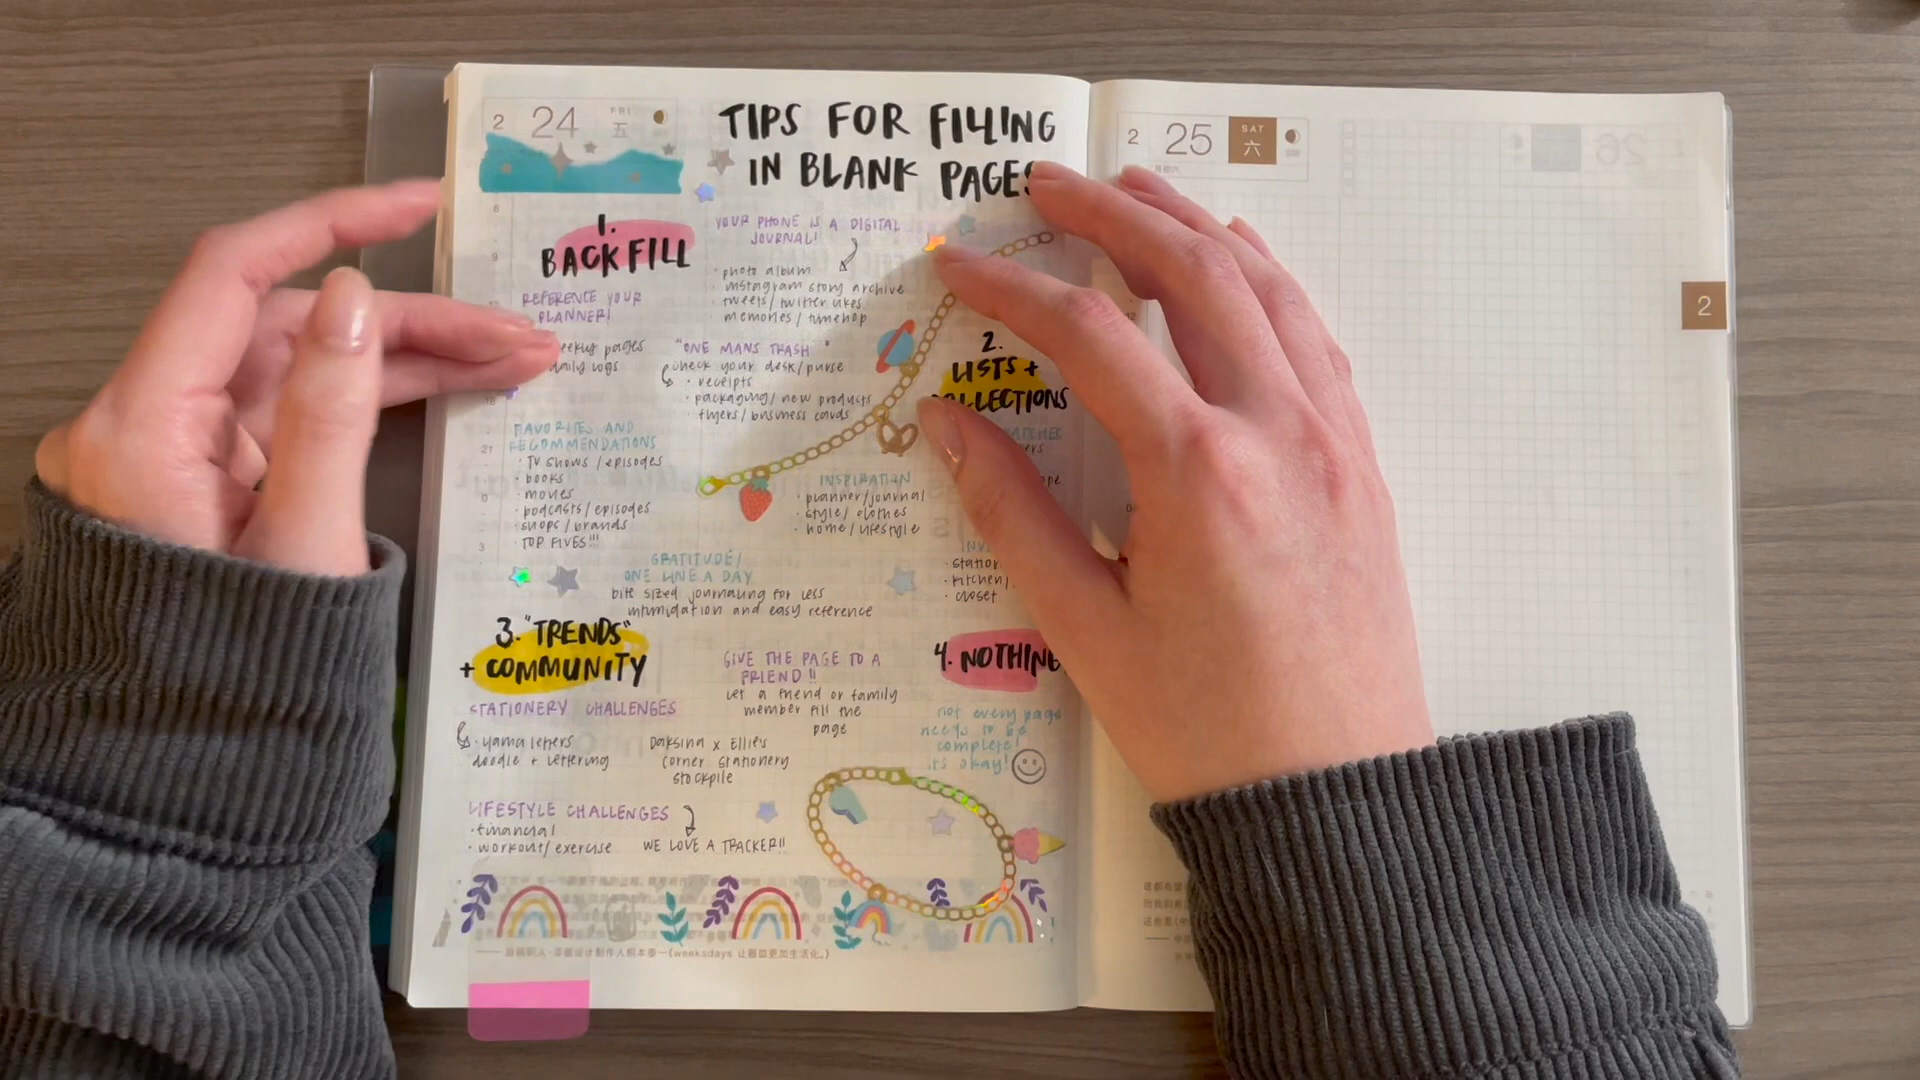 2 24 FRI 五
TIPS FOR FILLING
IN BLANK PAGES
1.
BACKFILL
REFERENCE YOUR
PLANNER!
pages
daily logs
YOUR PHONE IS A DIGITAL
JOURNAL!
· photo album
· instagram story archive
· tweets/twitter likes
· memories/timehop
"ONE MANS TRASH"
check your desk/purse
· receipts
· packaging/new products
· flyers/business cards
2.
LISTS +
COLLECTIONS
FAVORITES AND
RECOMMENDATIONS
· TV shows/episodes
· books
· movies
· podcasts/episodes
· shops/brands
· TOP FIVES!!!
INSPIRATION
· planner/journal
· style/clothes
· home/lifestyle
· kitchen/
· closet
GRATITUDE/
ONE LINE A DAY
bite sized journaling for less
intimidation and easy reference
3. "TRENDS"
+ COMMUNITY
STATIONERY CHALLENGES
· yama letters
doodle + lettering
Daksina x Ellie's
corner stationery
stockpile
GIVE THE PAGE TO A
FRIEND!!
let a friend or family
member fill the
page
LIFESTYLE CHALLENGES
· financial
· workout/exercise
WE LOVE A TRACKER!!
4. NOTHING
not every page
needs to be
complete!
its okay!
2 25 SAT 六
2